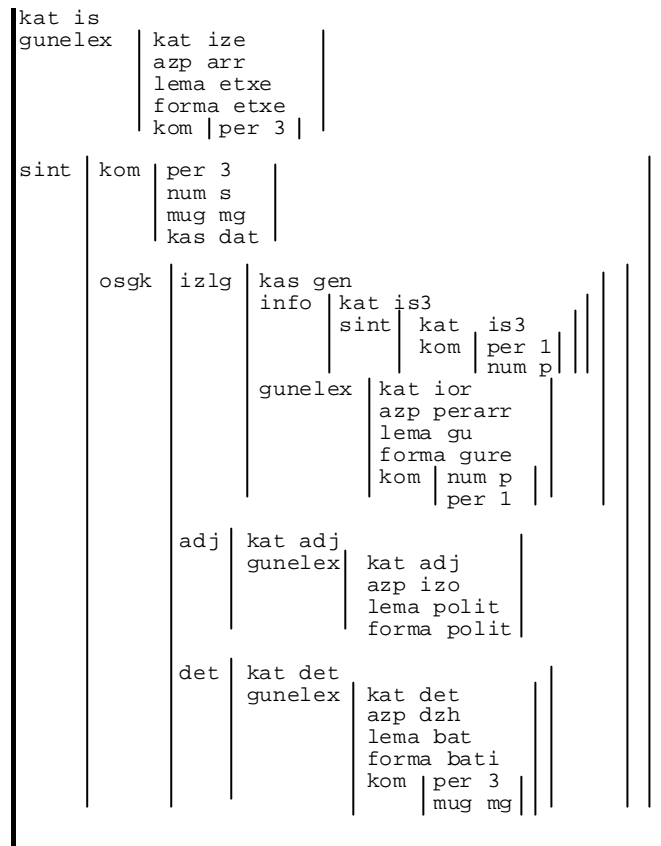 kat is
gunelex kat ize
azp arr
lema etxe
forma etxe
kom per 3
sint kom per 3
num s
mug mg
kas dat
osgk izlg kas gen
info kat is3
sint kat is3
kom per 1
num p
gunelex kat ior
azp perarr
lema gu
forma gure
kom num p
per 1
adj kat adj
gunelex kat adj
azp izo
lema polit
forma polit
det kat det
gunelex kat det
azp dzh
lema bat
forma bati
kom per 3
mug mg